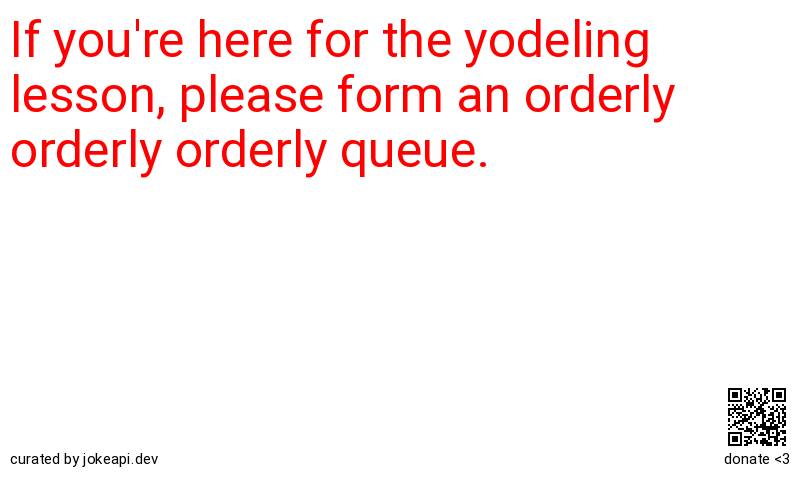 If you're here for the yodeling
lesson, please form an orderly
orderly orderly queue.
curated by jokeapi.dev
donate <3